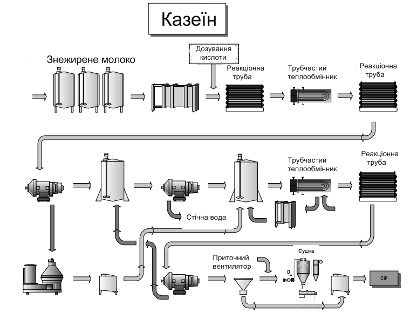 Казеїн
Дозування
кислоти
Знежирене молоко
Реакційна
труба
Трубчастий
теплообмінник
Реакційна
труба
Трубчастий
теплообмінник
Реакційна
труба
Стічна вода
Приточний
вентилятор
Сушка